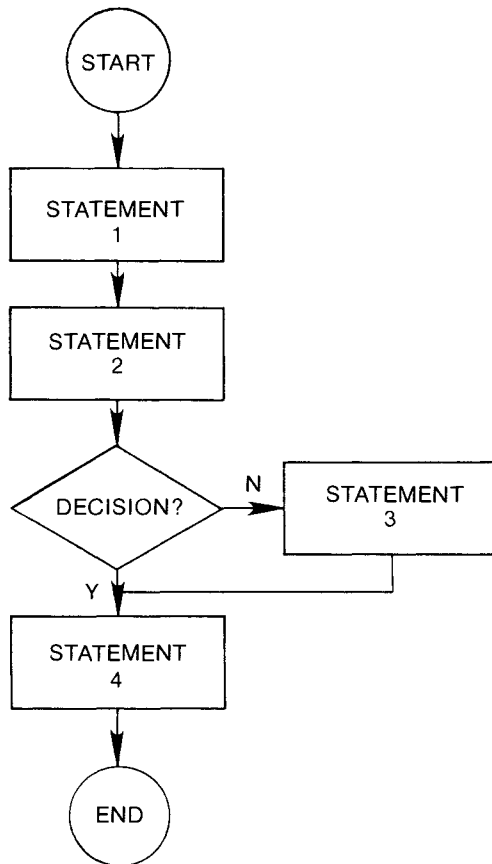 START
STATEMENT
1
STATEMENT
2
DECISION?
N
STATEMENT
3
Y
STATEMENT
4
END